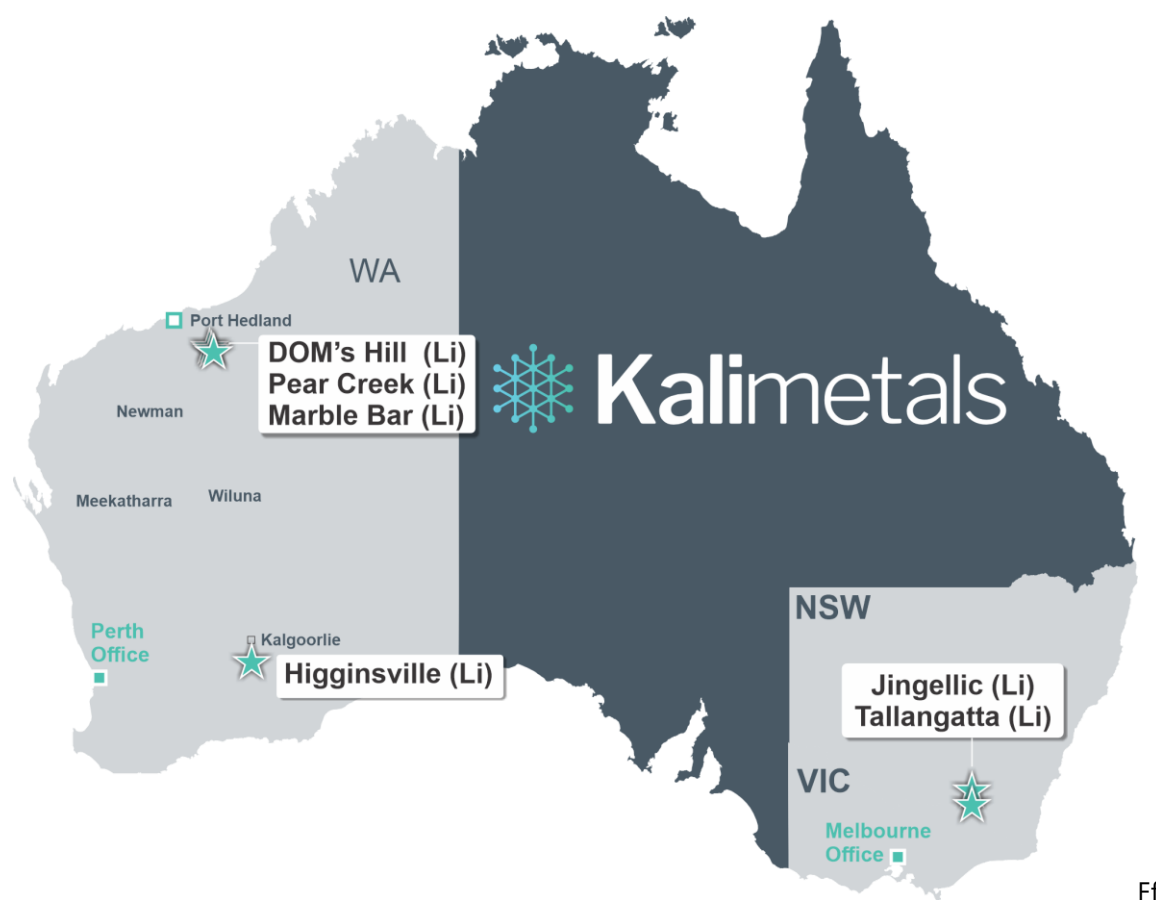 WA
Port Hedland
DOM’s Hill (Li)
Pear Creek (Li)
Marble Bar (Li)
Kalimetals
Newman
Meekatharra
Wiluna
Perth
Office
Kalgoorlie
Higginsville (Li)
NSW
Jingellic (Li)
Tallangatta (Li)
VIC
Melbourne
Office